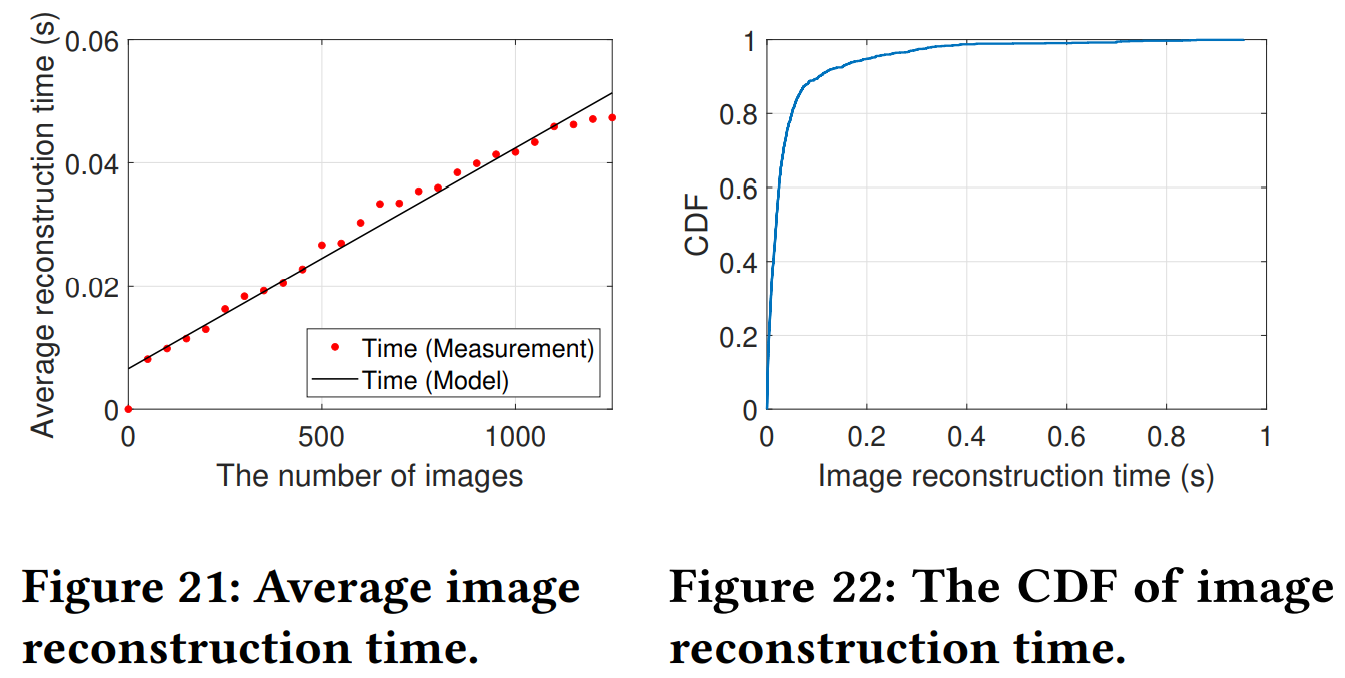 Average reconstruction time (s)
0.06
0.04
0.02
0
0 500 1000
The number of images
Time (Measurement)
Time (Model)
Figure 21: Average image
reconstruction time.
CDF
1
0.8
0.6
0.4
0.2
0
0 0.2 0.4 0.6 0.8 1
Image reconstruction time (s)
Figure 22: The CDF of image
reconstruction time.